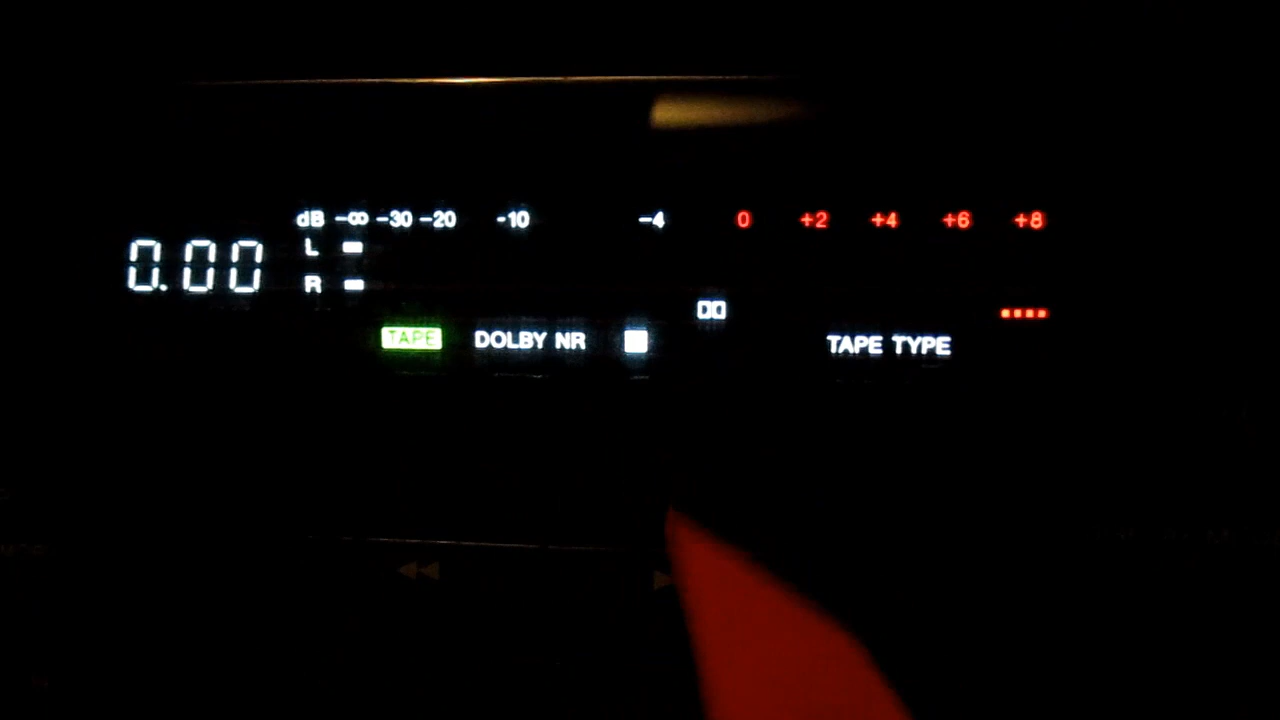 dB -∞ -30 -20 -10 -4 0 +2 +4 +6 +8
0.00
L
R
TAPE DOLBY NR TAPE TYPE